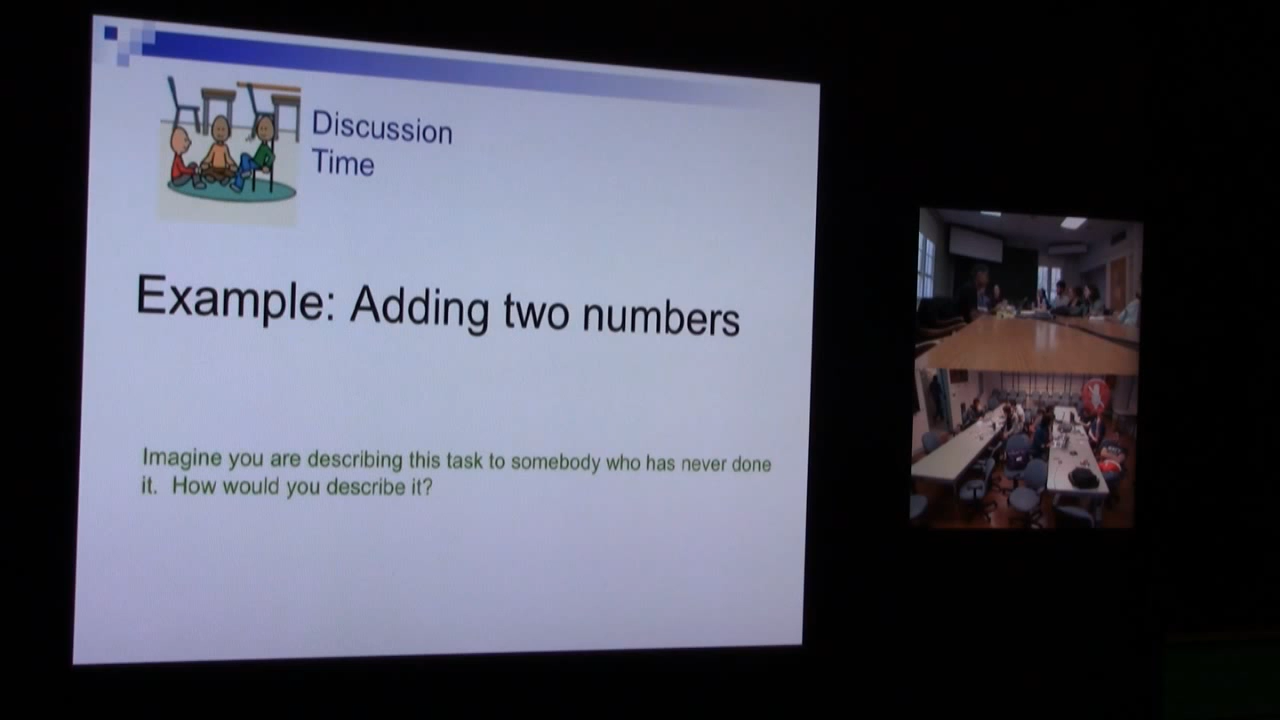 Discussion
Time
Example: Adding two numbers
Imagine you are describing this task to somebody who has never done
it. How would you describe it?